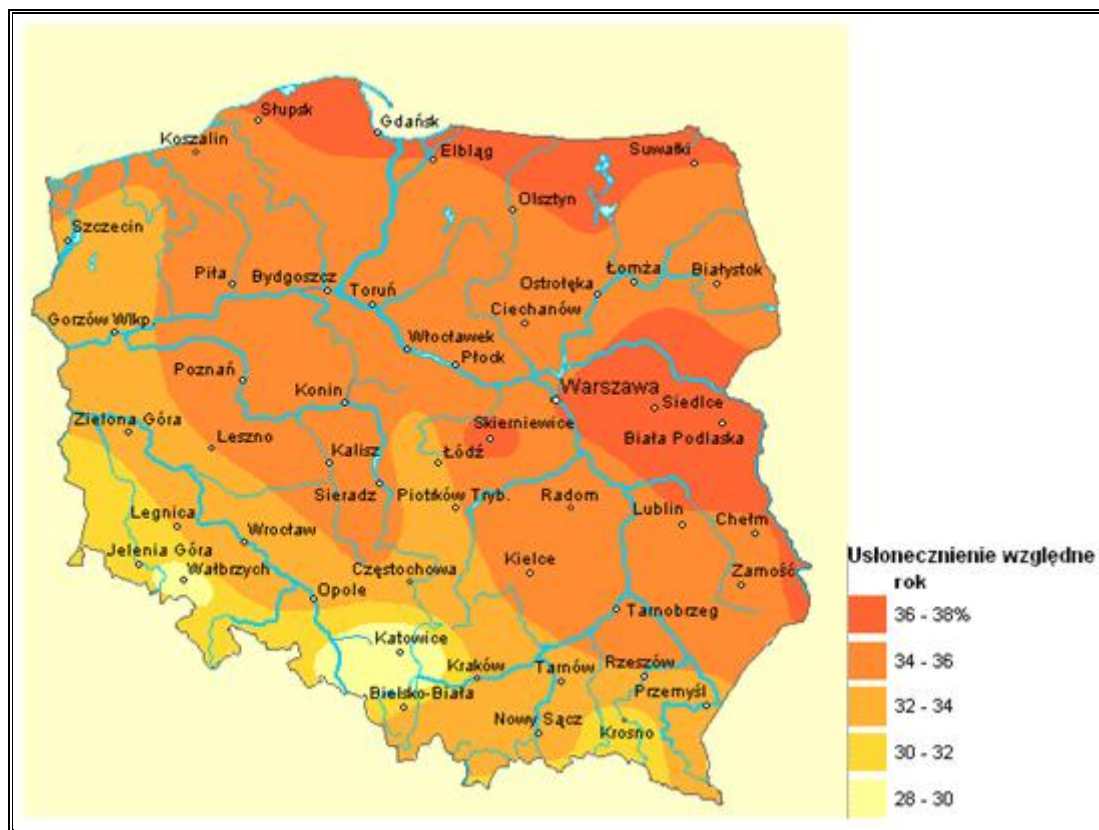 Słupsk
Gdańsk
Koszalin
Elbląg
Suwałki
Olsztyn
Szczecin
Piła
Bydgoszcz
Toruń
Ostrołęka
Łomża
Białystok
Ciechanów
Gorzów Wlkp.
Włocławek
Płock
Poznań
Konin
Warszawa
Siedlce
Zielona Góra
Leszno
Skierniewice
Biała Podlaska
Kalisz
Łódź
Sieradz
Piotrków Tryb.
Radom
Lublin
Chełm
Legnica
Wrocław
Jelenia Góra
Wałbrzych
Kielce
Częstochowa
Zamość
Opole
Tarnobrzeg
Katowice
Kraków
Tarnów
Rzeszów
Przemyśl
Bielsko-Biała
Nowy Sącz
Krosno
Usłonecznienie względne
rok
36 - 38%
34 - 36
32 - 34
30 - 32
28 - 30